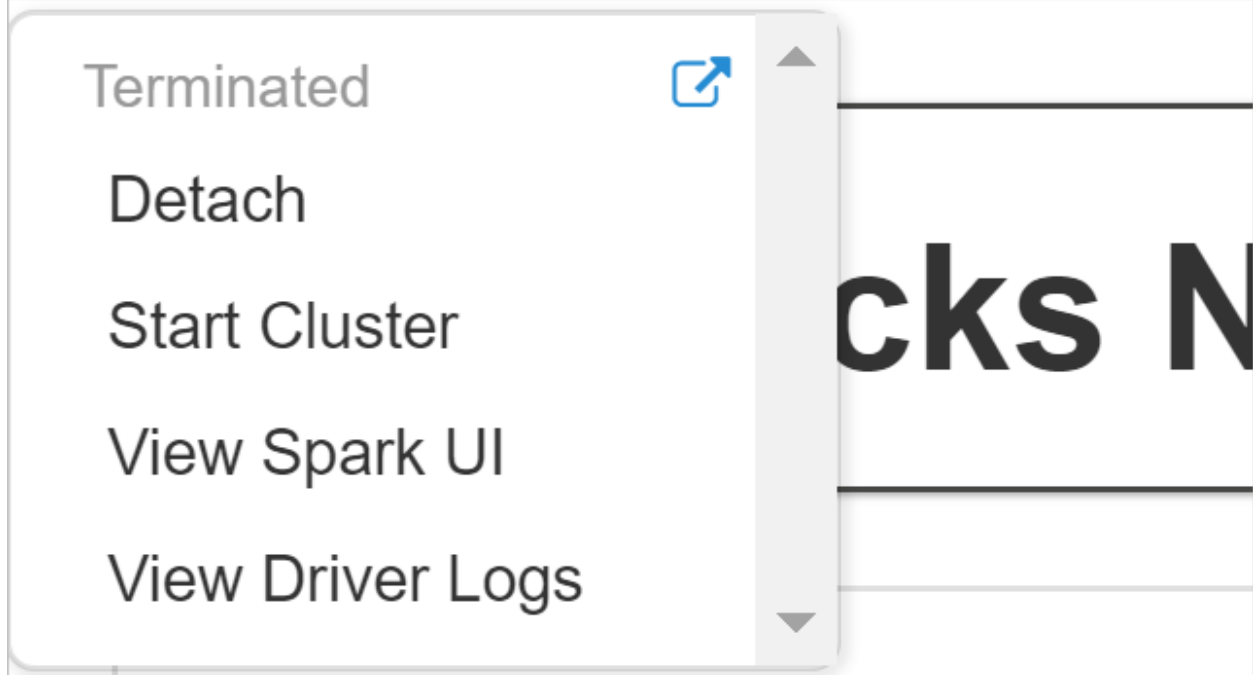 Terminated
Detach
Start Cluster
cks N
View Spark UI
View Driver Logs